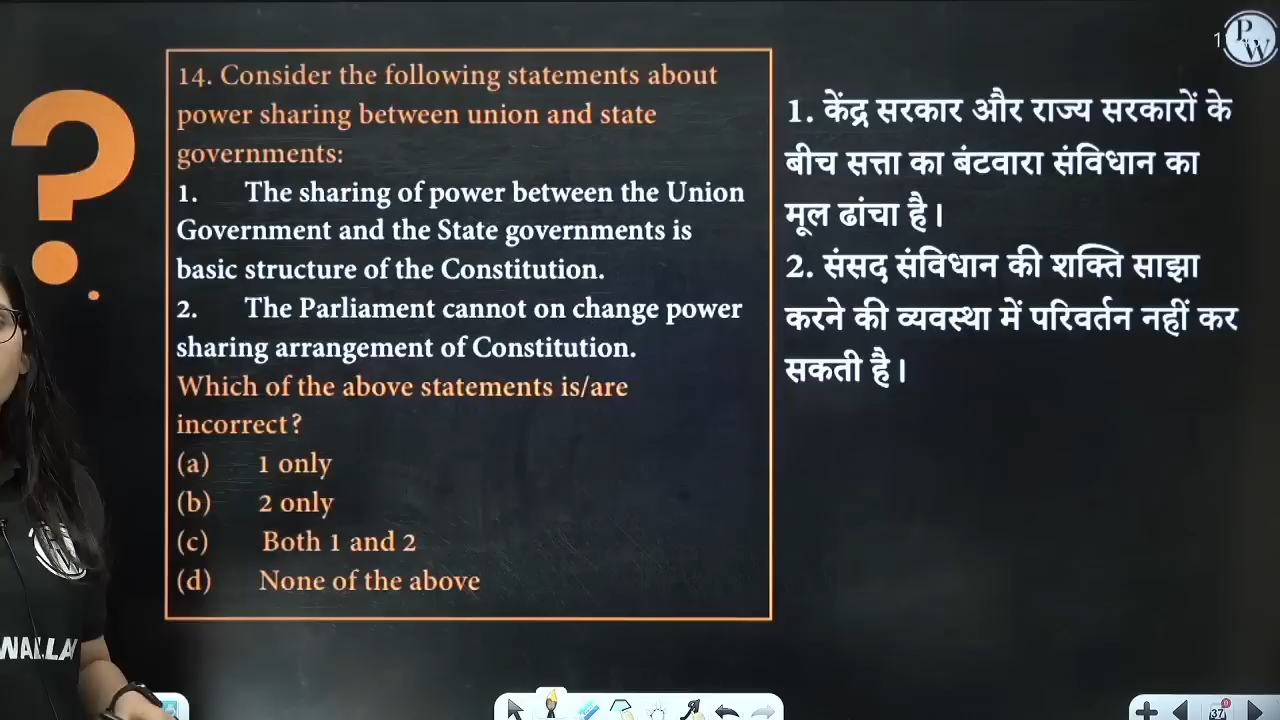 14. Consider the following statements about
power sharing between union and state
governments:
1. The sharing of power between the Union
Government and the State governments is
basic structure of the Constitution.
2. The Parliament cannot on change power
sharing arrangement of Constitution.
Which of the above statements is/are
incorrect?
(a) 1 only
(b) 2 only
(c) Both 1 and 2
(d) None of the above
1. केंद्र सरकार और राज्य सरकारों के
बीच सत्ता का बंटवारा संविधान का
मूल ढांचा है।
2. संसद संविधान की शक्ति साझा
करने की व्यवस्था में परिवर्तन नहीं कर
सकती है।
PW
WALLA
37